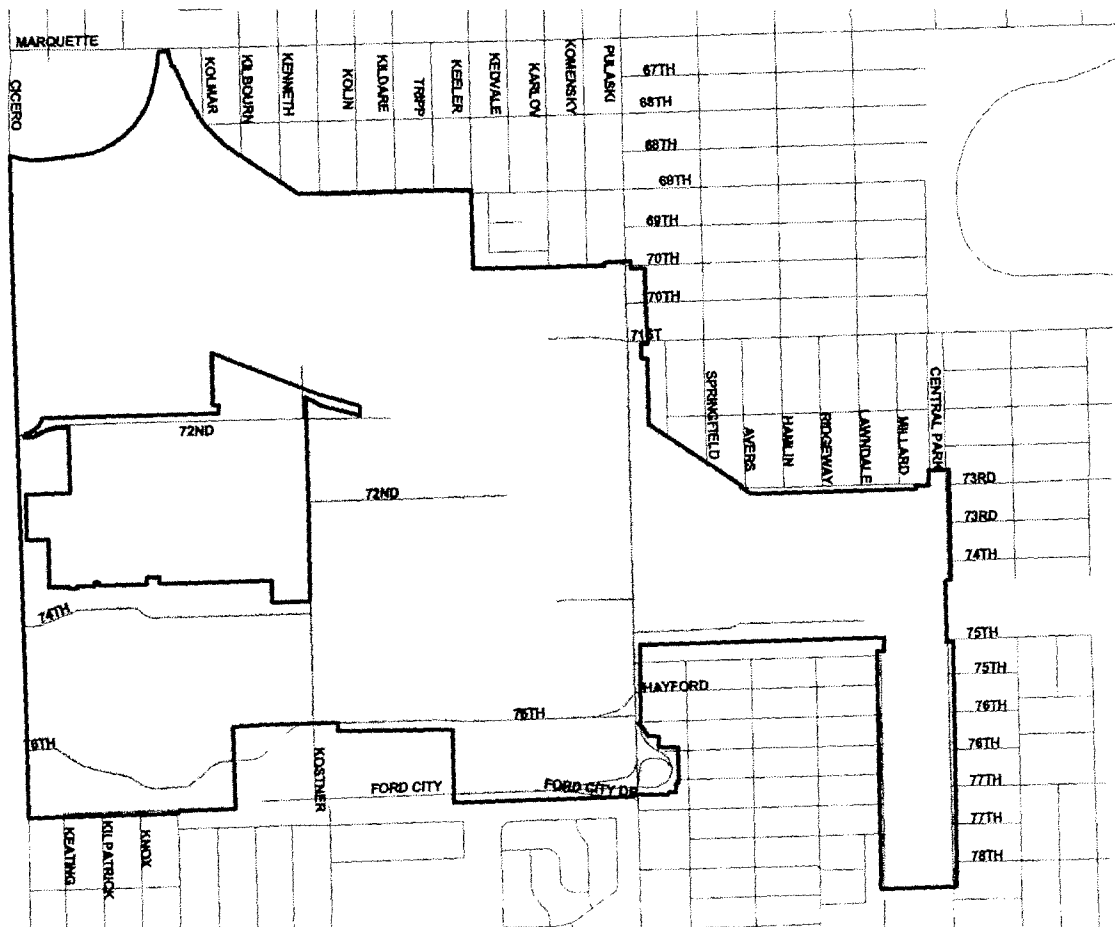 MARQUETTE
CICERO
KOLMAR
KILBOURN
KENNETH
KOLIN
KILDARE
TRIPP
KEELER
KEDVALE
KARLOV
KOMENSKY
PULASKI
67TH
68TH
68TH
69TH
69TH
70TH
70TH
71ST
SPRINGFIELD
AVERS
HAMLIN
RIDGEWAY
LAWNDALE
MILLARD
CENTRAL PARK
72ND
72ND
73RD
73RD
74TH
74TH
75TH
75TH
HAYFORD
76TH
76TH
76TH
76TH
KOSTNER
FORD CITY
FORD CITY DR
77TH
77TH
78TH
KEATING
KILPATRICK
KNOX